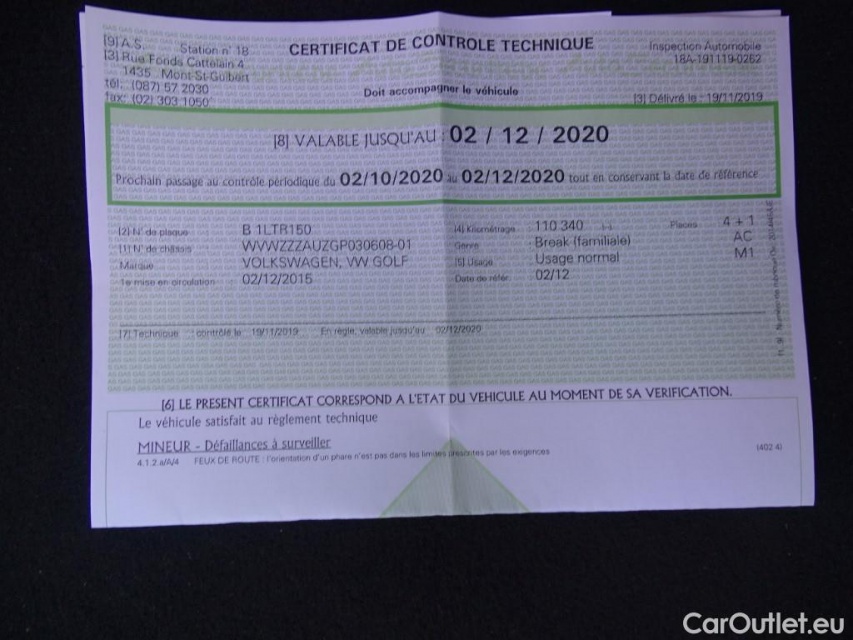 [9] A.S. Station n° 18
[3] Rue Fonds Cattelain 4
1435 Mont-St-Guibert
tél: (087) 57 2030
fax: (02) 303 1050
CERTIFICAT DE CONTROLE TECHNIQUE
Doit accompagner le véhicule
Inspection Automobile
18A-191119-0262
[3] Délivré le : 19/11/2019
[8] VALABLE JUSQU'AU : 02 / 12 / 2020
Prochain passage au contrôle périodique du 02/10/2020 au 02/12/2020 tout en conservant la date de référence
[2] N° de plaque B 1LTR150
[1] N° de châssis WVWZZZAUZGP030608-01
Marque VOLKSWAGEN, VW GOLF
1e mise en circulation 02/12/2015
[4] Kilométrage 110.340
Genre Break (familiale)
[5] Usage Usage normal
Date de référ. 02/12
Places 4 + 1
AC
M1
[7] Technique : contrôlé le 19/11/2019 En règle, valable jusqu'au 02/12/2020
[6] LE PRESENT CERTIFICAT CORRESPOND A L'ETAT DU VEHICULE AU MOMENT DE SA VERIFICATION.
Le véhicule satisfait au règlement technique
MINEUR - Défaillances à surveiller
4.1.2.a/A/4 FEUX DE ROUTE : l'orientation d'un phare n'est pas dans les limites prescrites par les exigences
(402 4)
CarOutlet.eu